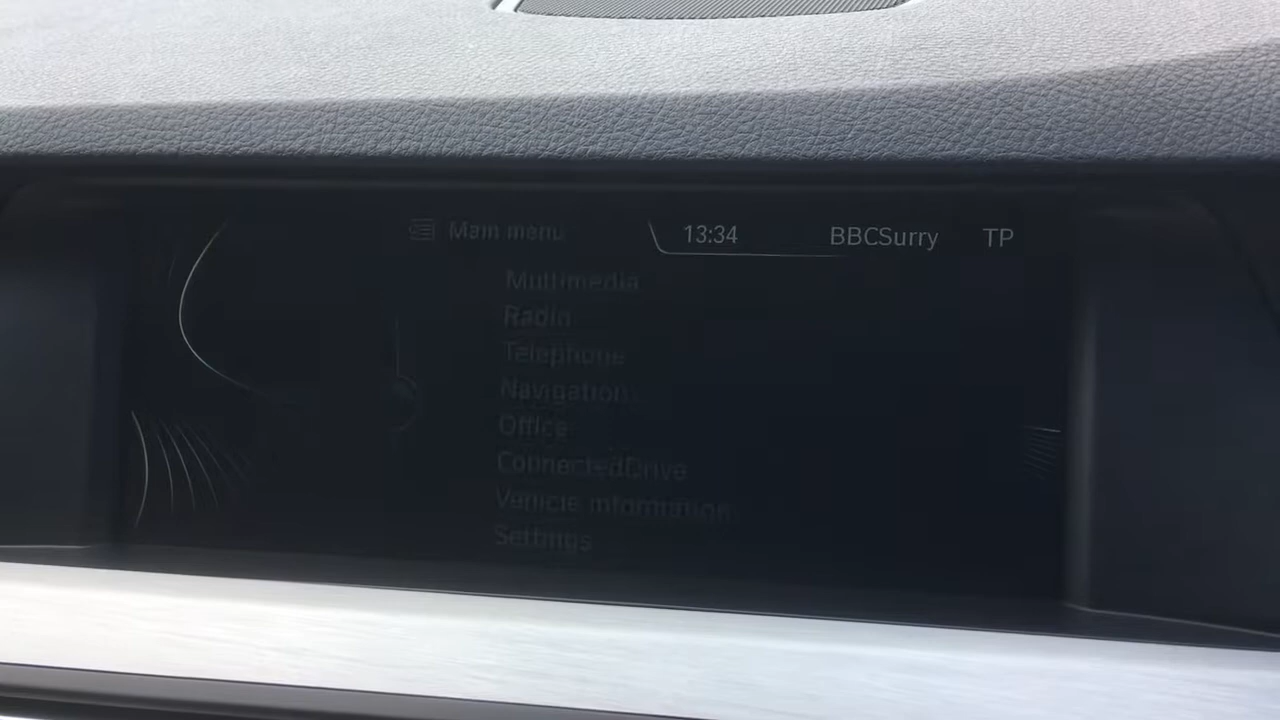 Main menu
13:34 BBCSurry TP
Multimedia
Radio
Telephone
Navigation
Office
ConnectedDrive
Vehicle information
Settings